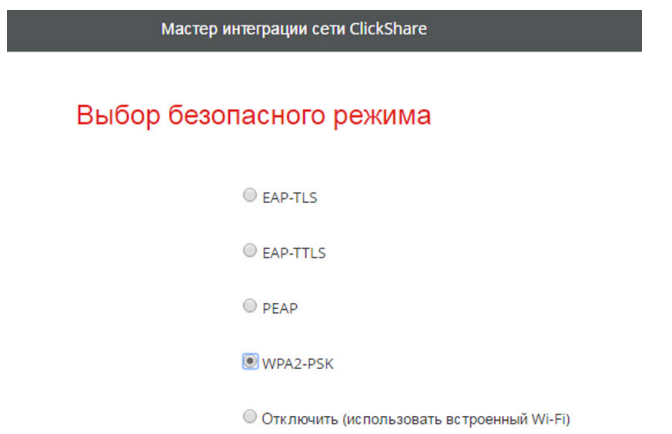 Мастер интеграции сети ClickShare
Выбор безопасного режима
EAP-TLS
EAP-TTLS
PEAP
WPA2-PSK
Отключить (использовать встроенный Wi-Fi)